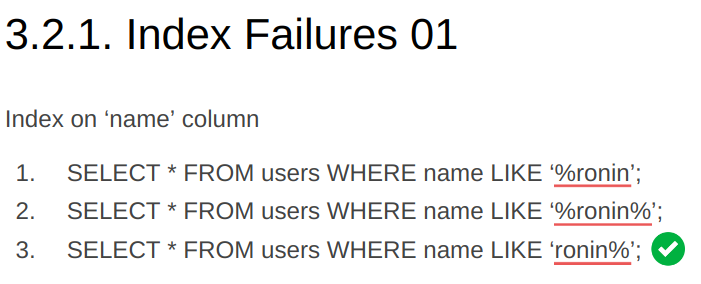 3.2.1. Index Failures 01
Index on ‘name’ column
1. SELECT * FROM users WHERE name LIKE ‘%ronin’;
2. SELECT * FROM users WHERE name LIKE ‘%ronin%’;
3. SELECT * FROM users WHERE name LIKE ‘ronin%’;